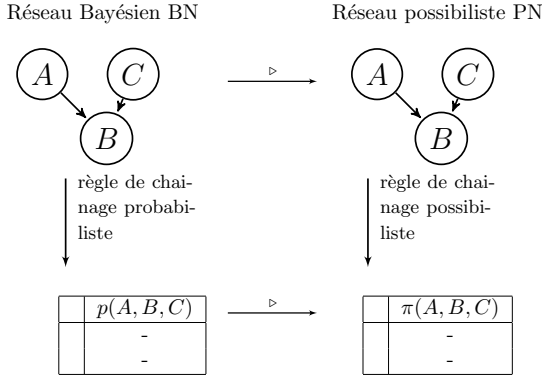 Réseau Bayésien BN
Réseau possibiliste PN
A
C
▹
A
C
B
B
règle de chai-
nage probabi-
liste
règle de chai-
nage possibi-
liste
p(A, B, C)
▹
π(A, B, C)
-
-
-
-